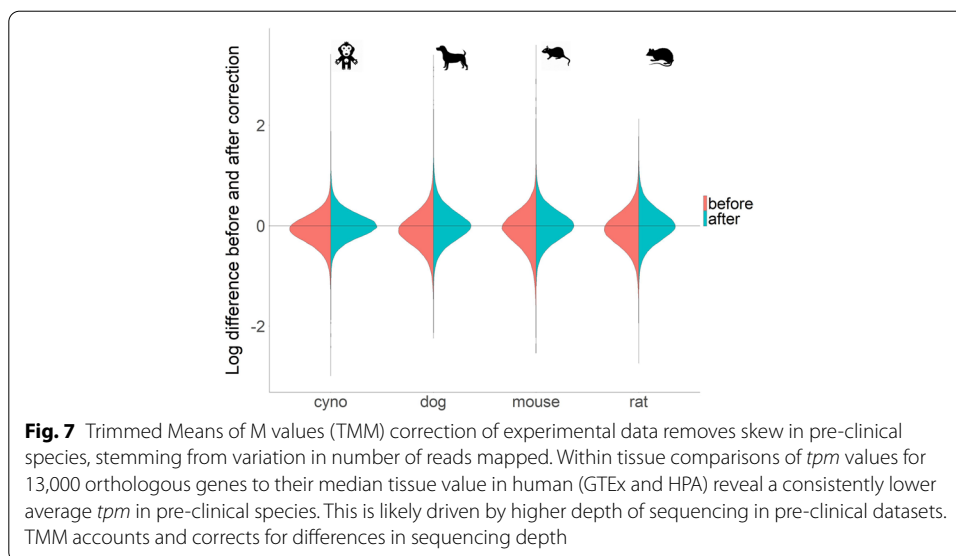 Log difference before and after correction
2
0
-2
before
after
cyno dog mouse rat
Fig. 7 Trimmed Means of M values (TMM) correction of experimental data removes skew in pre-clinical
species, stemming from variation in number of reads mapped. Within tissue comparisons of tpm values for
13,000 orthologous genes to their median tissue value in human (GTEx and HPA) reveal a consistently lower
average tpm in pre-clinical species. This is likely driven by higher depth of sequencing in pre-clinical datasets.
TMM accounts and corrects for differences in sequencing depth